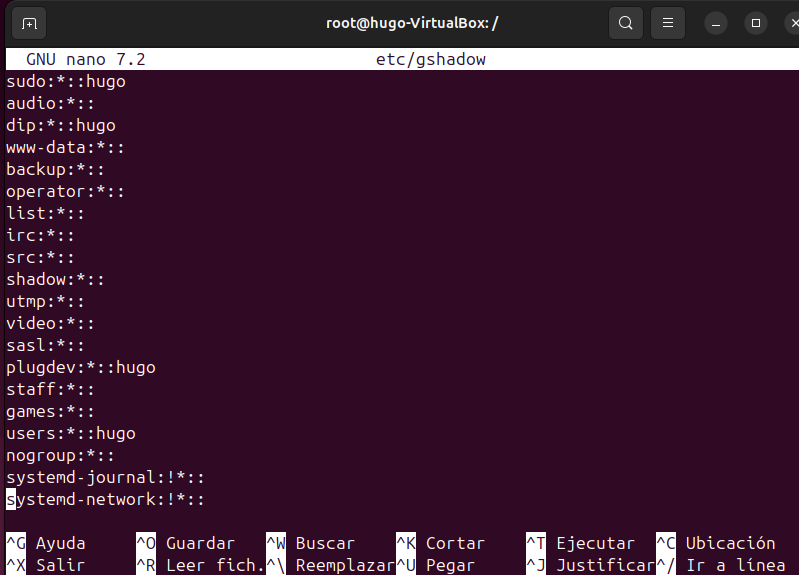 root@hugo-VirtualBox: /
GNU nano 7.2 etc/gshadow
sudo:*::hugo
audio:*::
dip:*::hugo
www-data:*::
backup:*::
operator:*::
list:*::
irc:*::
src:*::
shadow:*::
utmp:*::
video:*::
sasl:*::
plugdev:*::hugo
staff:*::
games:*::
users:*::hugo
nogroup:*::
systemd-journal:!*::
systemd-network:!*::
^G Ayuda ^O Guardar ^W Buscar ^K Cortar ^T Ejecutar ^C Ubicación
^X Salir ^R Leer fich. ^\ Reemplazar ^U Pegar ^J Justificar ^/ Ir a línea